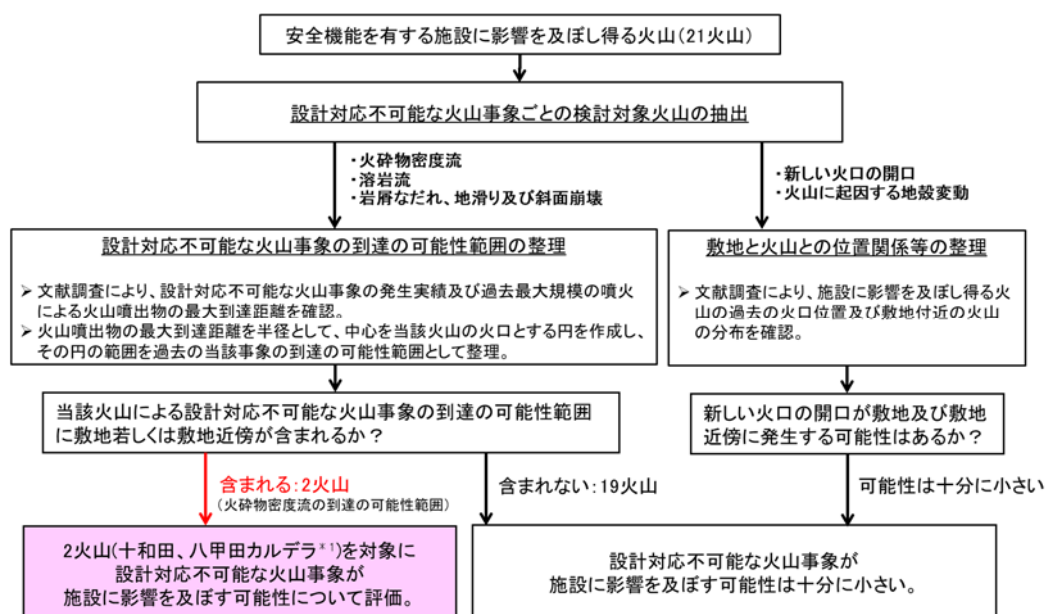 安全機能を有する施設に影響を及ぼし得る火山(21火山)
設計対応不可能な火山事象ごとの検討対象火山の抽出
・火砕物密度流
・溶岩流
・岩屑なだれ、地滑り及び斜面崩壊
・新しい火口の開口
・火山に起因する地殻変動
設計対応不可能な火山事象の到達の可能性範囲の整理
➢ 文献調査により、設計対応不可能な火山事象の発生実績及び過去最大規模の噴火
による火山噴出物の最大到達距離を確認。
➢ 火山噴出物の最大到達距離を半径として、中心を当該火山の火口とする円を作成し、
その円の範囲を過去の当該事象の到達の可能性範囲として整理。
敷地と火山との位置関係等の整理
➢ 文献調査により、施設に影響を及ぼし得る火
山の過去の火口位置及び敷地付近の火山
の分布を確認。
当該火山による設計対応不可能な火山事象の到達の可能性範囲
に敷地若しくは敷地近傍が含まれるか？
新しい火口の開口が敷地及び敷地
近傍に発生する可能性はあるか？
含まれる:2火山
(火砕物密度流の到達の可能性範囲)
含まれない:19火山
可能性は十分に小さい
2火山(十和田、八甲田カルデラ*1)を対象に
設計対応不可能な火山事象が
施設に影響を及ぼす可能性について評価。
設計対応不可能な火山事象が
施設に影響を及ぼす可能性は十分に小さい。